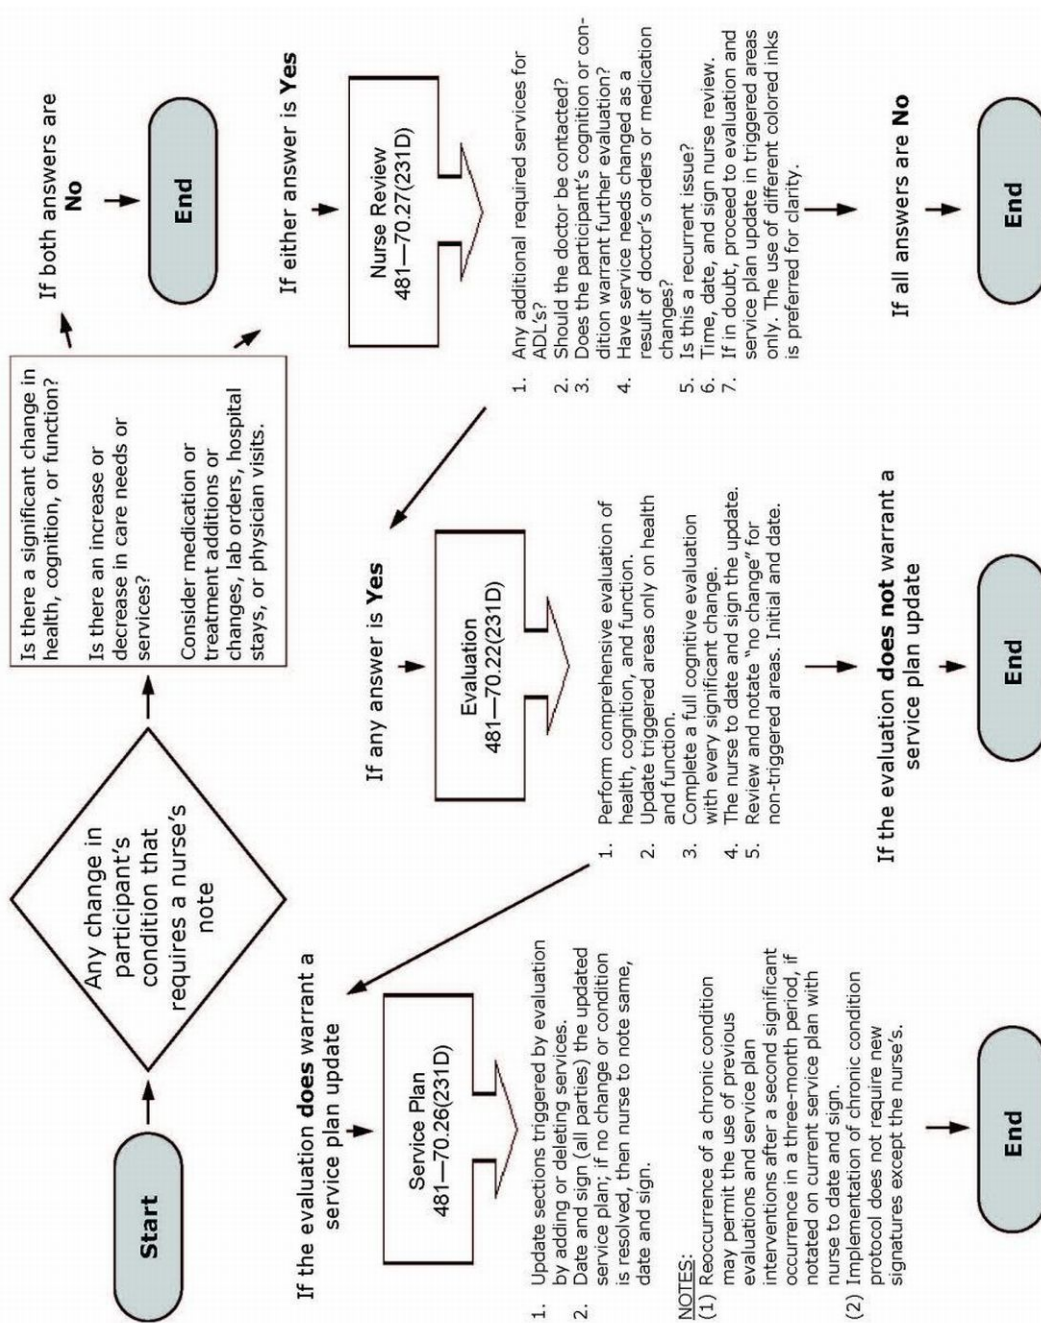 Start
Any change in
participant's
condition that
requires a nurse's
note
Is there a significant change in
health, cognition, or function?
Is there an increase or
decrease in care needs or
services?
Consider medication or
treatment additions or
changes, lab orders, hospital
stays, or physician visits.
If both answers are
No
End
If either answer is Yes
Nurse Review
481—70.27(231D)
1. Any additional required services for
ADL's?
2. Should the doctor be contacted?
3. Does the participant's cognition or con-
dition warrant further evaluation?
4. Have service needs changed as a
result of doctor's orders or medication
changes?
5. Is this a recurrent issue?
6. Time, date, and sign nurse review.
7. If in doubt, proceed to evaluation and
service plan update in triggered areas
only. The use of different colored inks
is preferred for clarity.
If all answers are No
End
If any answer is Yes
Evaluation
481—70.22(231D)
1. Perform comprehensive evaluation of
health, cognition, and function.
2. Update triggered areas only on health
and function.
3. Complete a full cognitive evaluation
with every significant change.
4. The nurse to date and sign the update.
5. Review and notate "no change" for
non-triggered areas. Initial and date.
If the evaluation does not warrant a
service plan update
End
If the evaluation does warrant a
service plan update
Service Plan
481—70.26(231D)
1. Update sections triggered by evaluation
by adding or deleting services.
2. Date and sign (all parties) the updated
service plan; if no change or condition
is resolved, then nurse to note same,
date and sign.
NOTES:
(1) Reoccurrence of a chronic condition
may permit the use of previous
evaluations and service plan
interventions after a second significant
occurrence in a three-month period, if
notated on current service plan with
nurse to date and sign.
(2) Implementation of chronic condition
protocol does not require new
signatures except the nurse's.
End